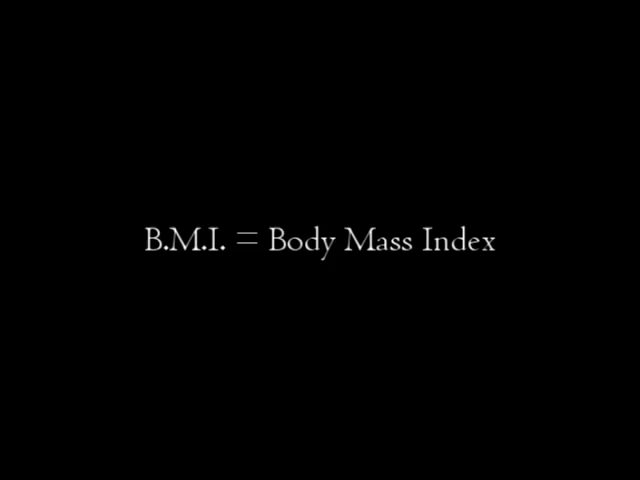 B.M.I. = Body Mass Index